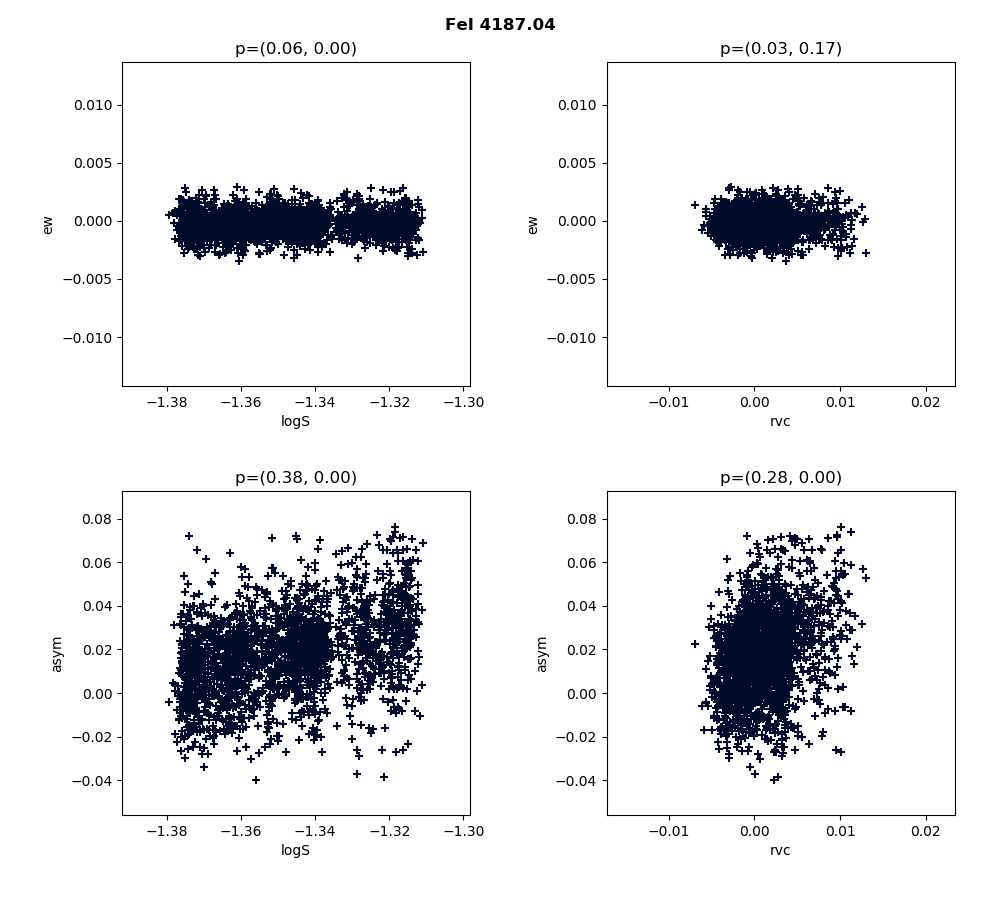 FeI 4187.04
p=(0.06, 0.00)
0.010
0.005
0.000
−0.005
−0.010
ew
−1.38 −1.36 −1.34 −1.32 −1.30
logS
p=(0.03, 0.17)
0.010
0.005
0.000
−0.005
−0.010
ew
−0.01 0.00 0.01 0.02
rvc
p=(0.38, 0.00)
0.08
0.06
0.04
0.02
0.00
−0.02
−0.04
asym
−1.38 −1.36 −1.34 −1.32 −1.30
logS
p=(0.28, 0.00)
0.08
0.06
0.04
0.02
0.00
−0.02
−0.04
asym
−0.01 0.00 0.01 0.02
rvc